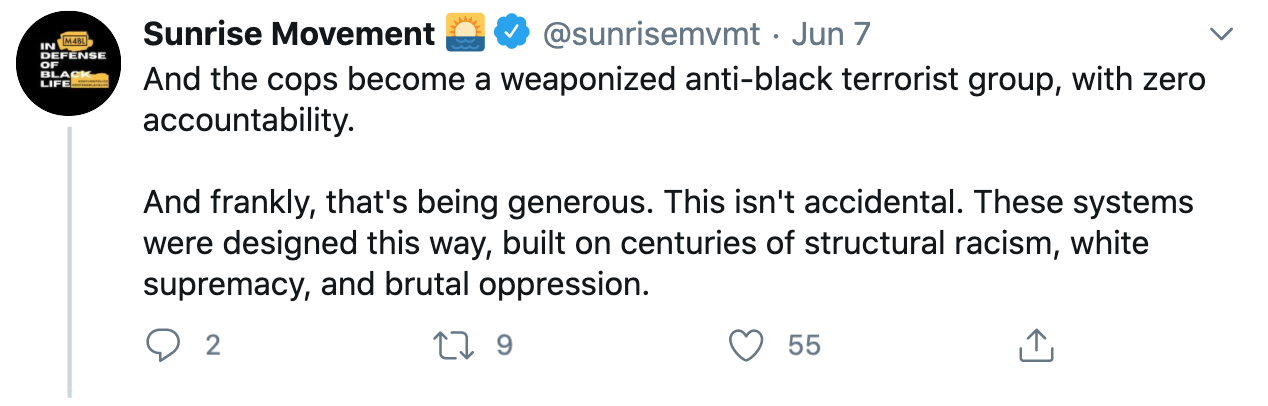 IN M4BL
DEFENSE
OF
BLACK
LIFE
Sunrise Movement @sunrisemvmt · Jun 7
And the cops become a weaponized anti-black terrorist group, with zero
accountability.
And frankly, that's being generous. This isn't accidental. These systems
were designed this way, built on centuries of structural racism, white
supremacy, and brutal oppression.
2 9 55